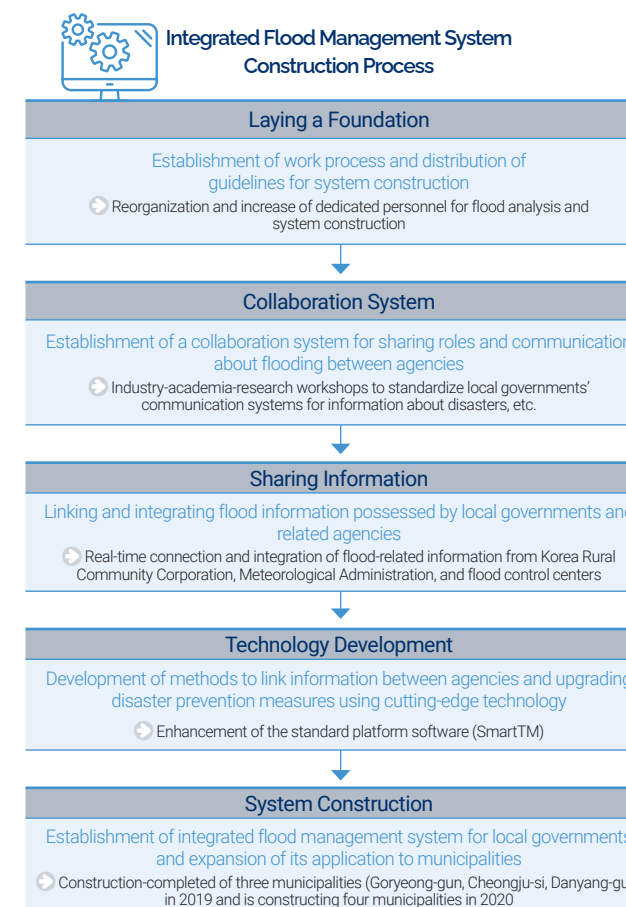 Integrated Flood Management System
Construction Process
Laying a Foundation
Establishment of work process and distribution of
guidelines for system construction
Reorganization and increase of dedicated personnel for flood analysis and
system construction
Collaboration System
Establishment of a collaboration system for sharing roles and communication
about flooding between agencies
Industry-academia-research workshops to standardize local governments'
communication systems for information about disasters, etc.
Sharing Information
Linking and integrating flood information possessed by local governments and
related agencies
Real-time connection and integration of flood-related information from Korea Rural
Community Corporation, Meteorological Administration, and flood control centers
Technology Development
Development of methods to link information between agencies and upgrading
disaster prevention measures using cutting-edge technology
Enhancement of the standard platform software (SmartTM)
System Construction
Establishment of integrated flood management system for local governments
and expansion of its application to municipalities
Construction-completed of three municipalities (Goryeong-gun, Cheongju-si, Danyang-gu
in 2019 and is constructing four municipalities in 2020